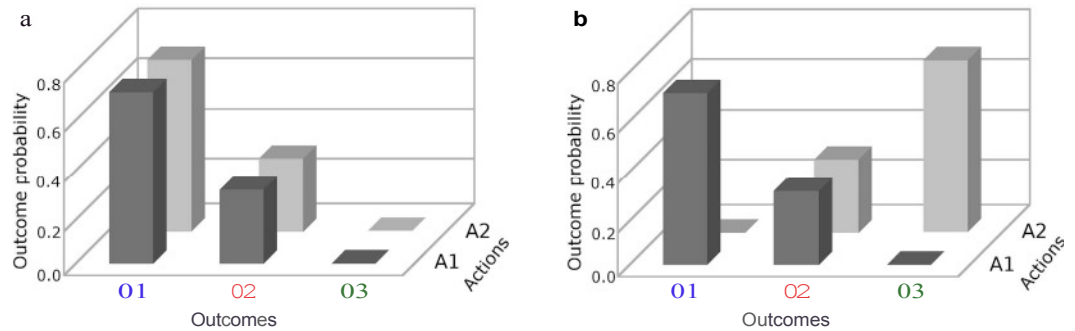 a
Outcome probability
0.8
0.6
0.4
0.2
0.0
O1 O2 O3
Outcomes
A1
A2
Actions
b
Outcome probability
0.8
0.6
0.4
0.2
0.0
O1 O2 O3
Outcomes
A1
A2
Actions